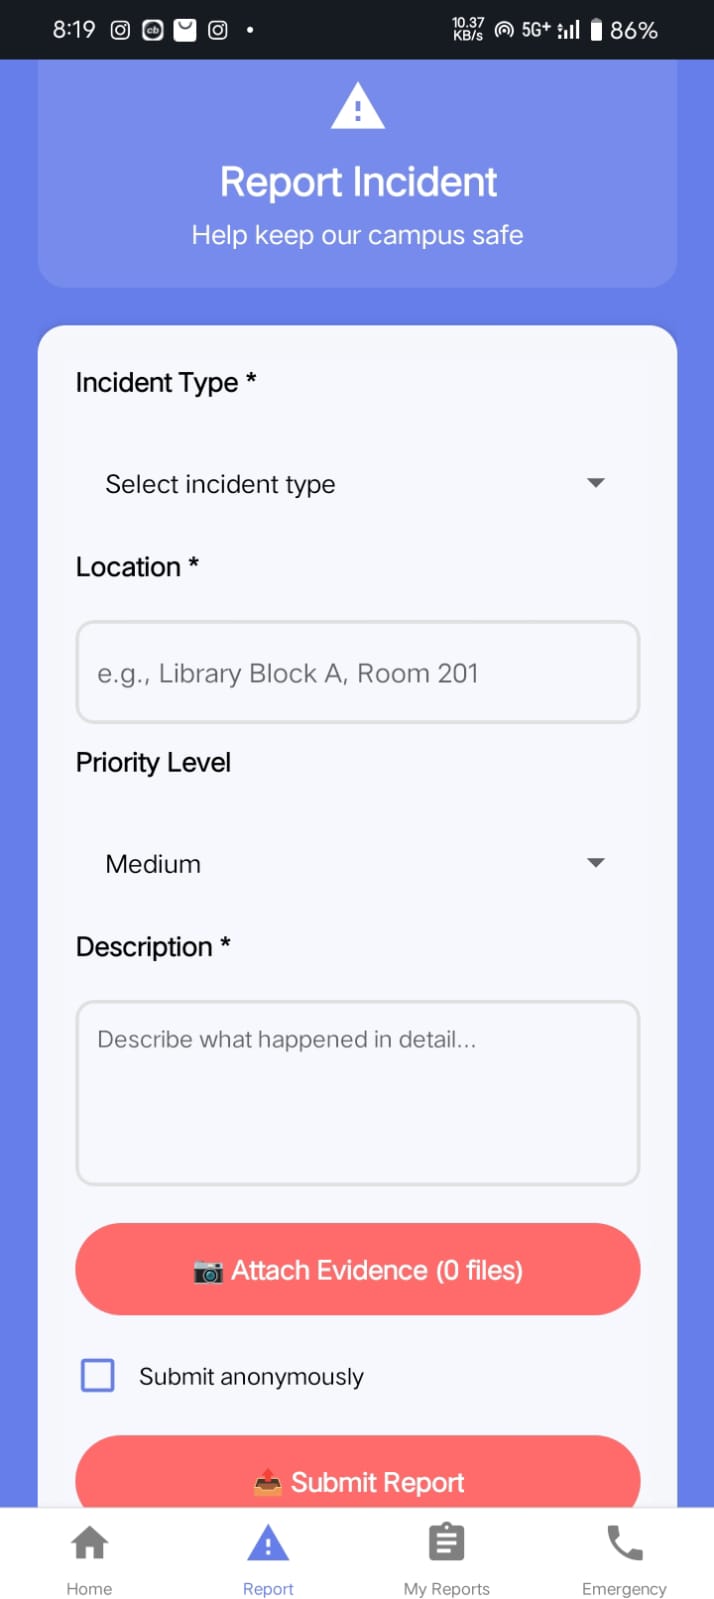 8:19
10.37
KB/s
5G+
86%
Report Incident
Help keep our campus safe
Incident Type *
Select incident type
Location *
e.g., Library Block A, Room 201
Priority Level
Medium
Description *
Describe what happened in detail...
Attach Evidence (0 files)
Submit anonymously
Submit Report
Home
Report
My Reports
Emergency